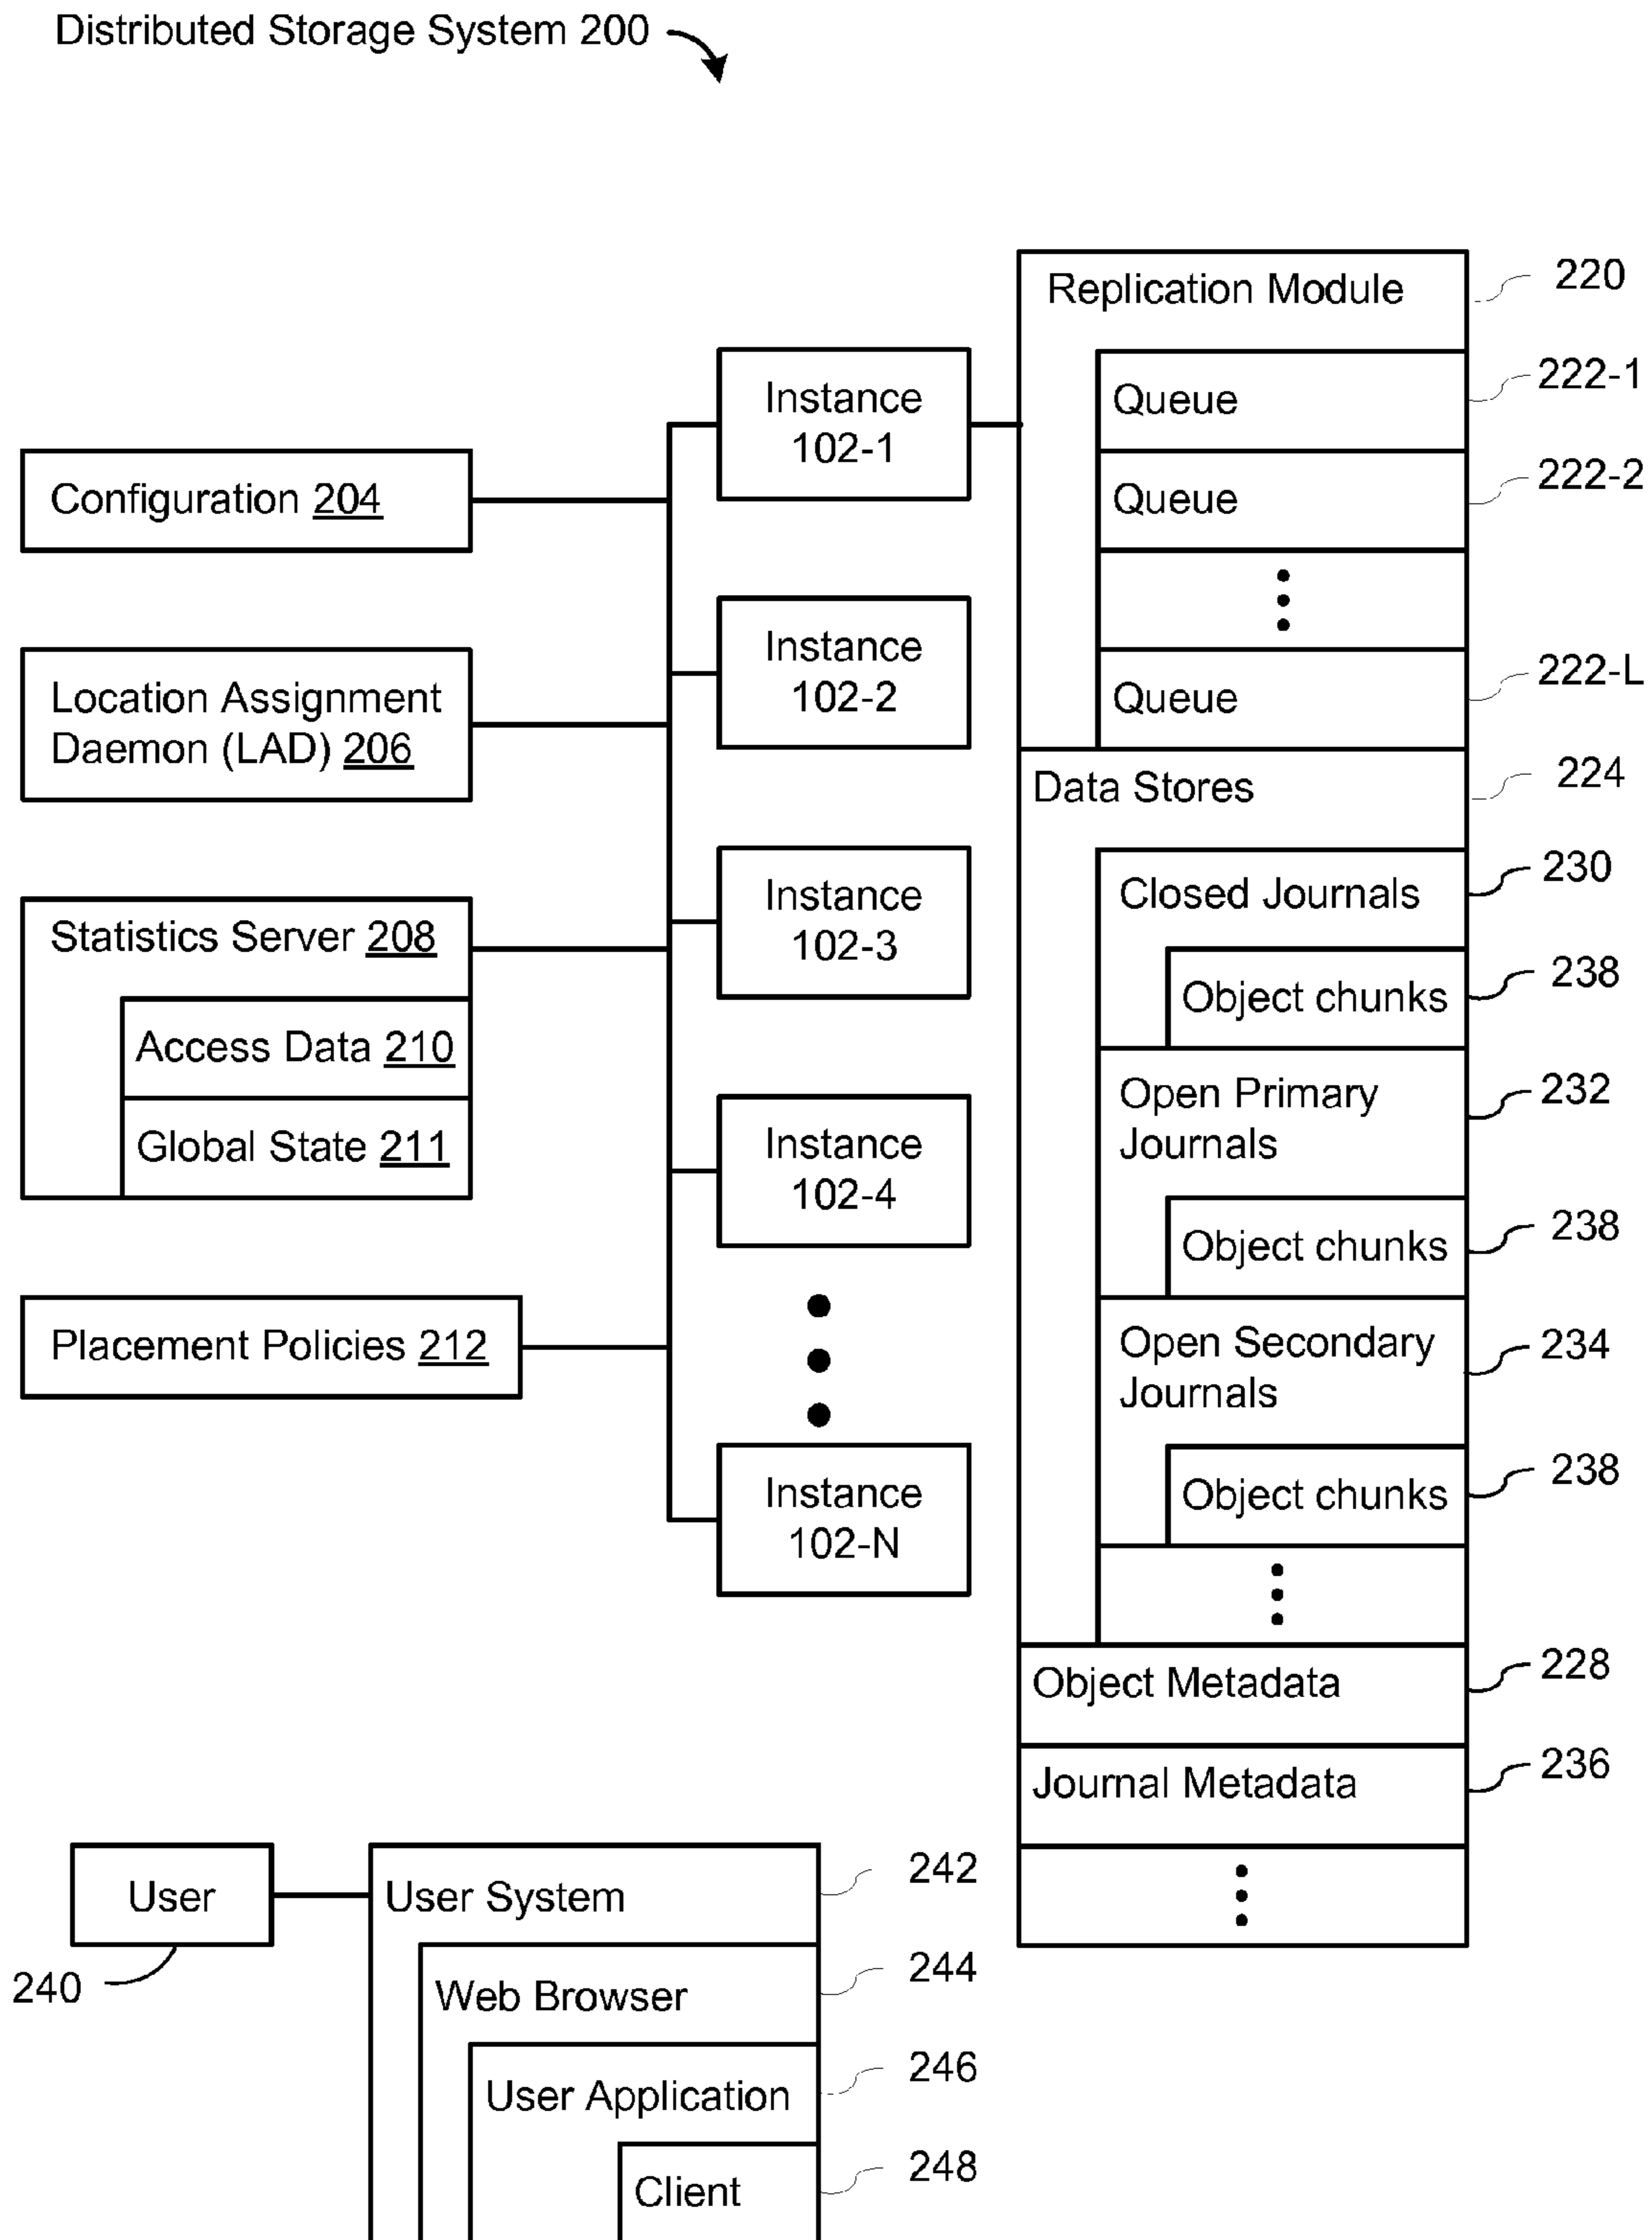 Distributed Storage System 200
Configuration 204
Location Assignment
Daemon (LAD) 206
Statistics Server 208
Access Data 210
Global State 211
Placement Policies 212
Instance
102-1
Instance
102-2
Instance
102-3
Instance
102-4
Instance
102-N
Replication Module
220
Queue
222-1
Queue
222-2
Queue
222-L
Data Stores
224
Closed Journals
230
Object chunks
238
Open Primary
Journals
232
Object chunks
238
Open Secondary
Journals
234
Object chunks
238
Object Metadata
228
Journal Metadata
236
User
240
User System
242
Web Browser
244
User Application
246
Client
248